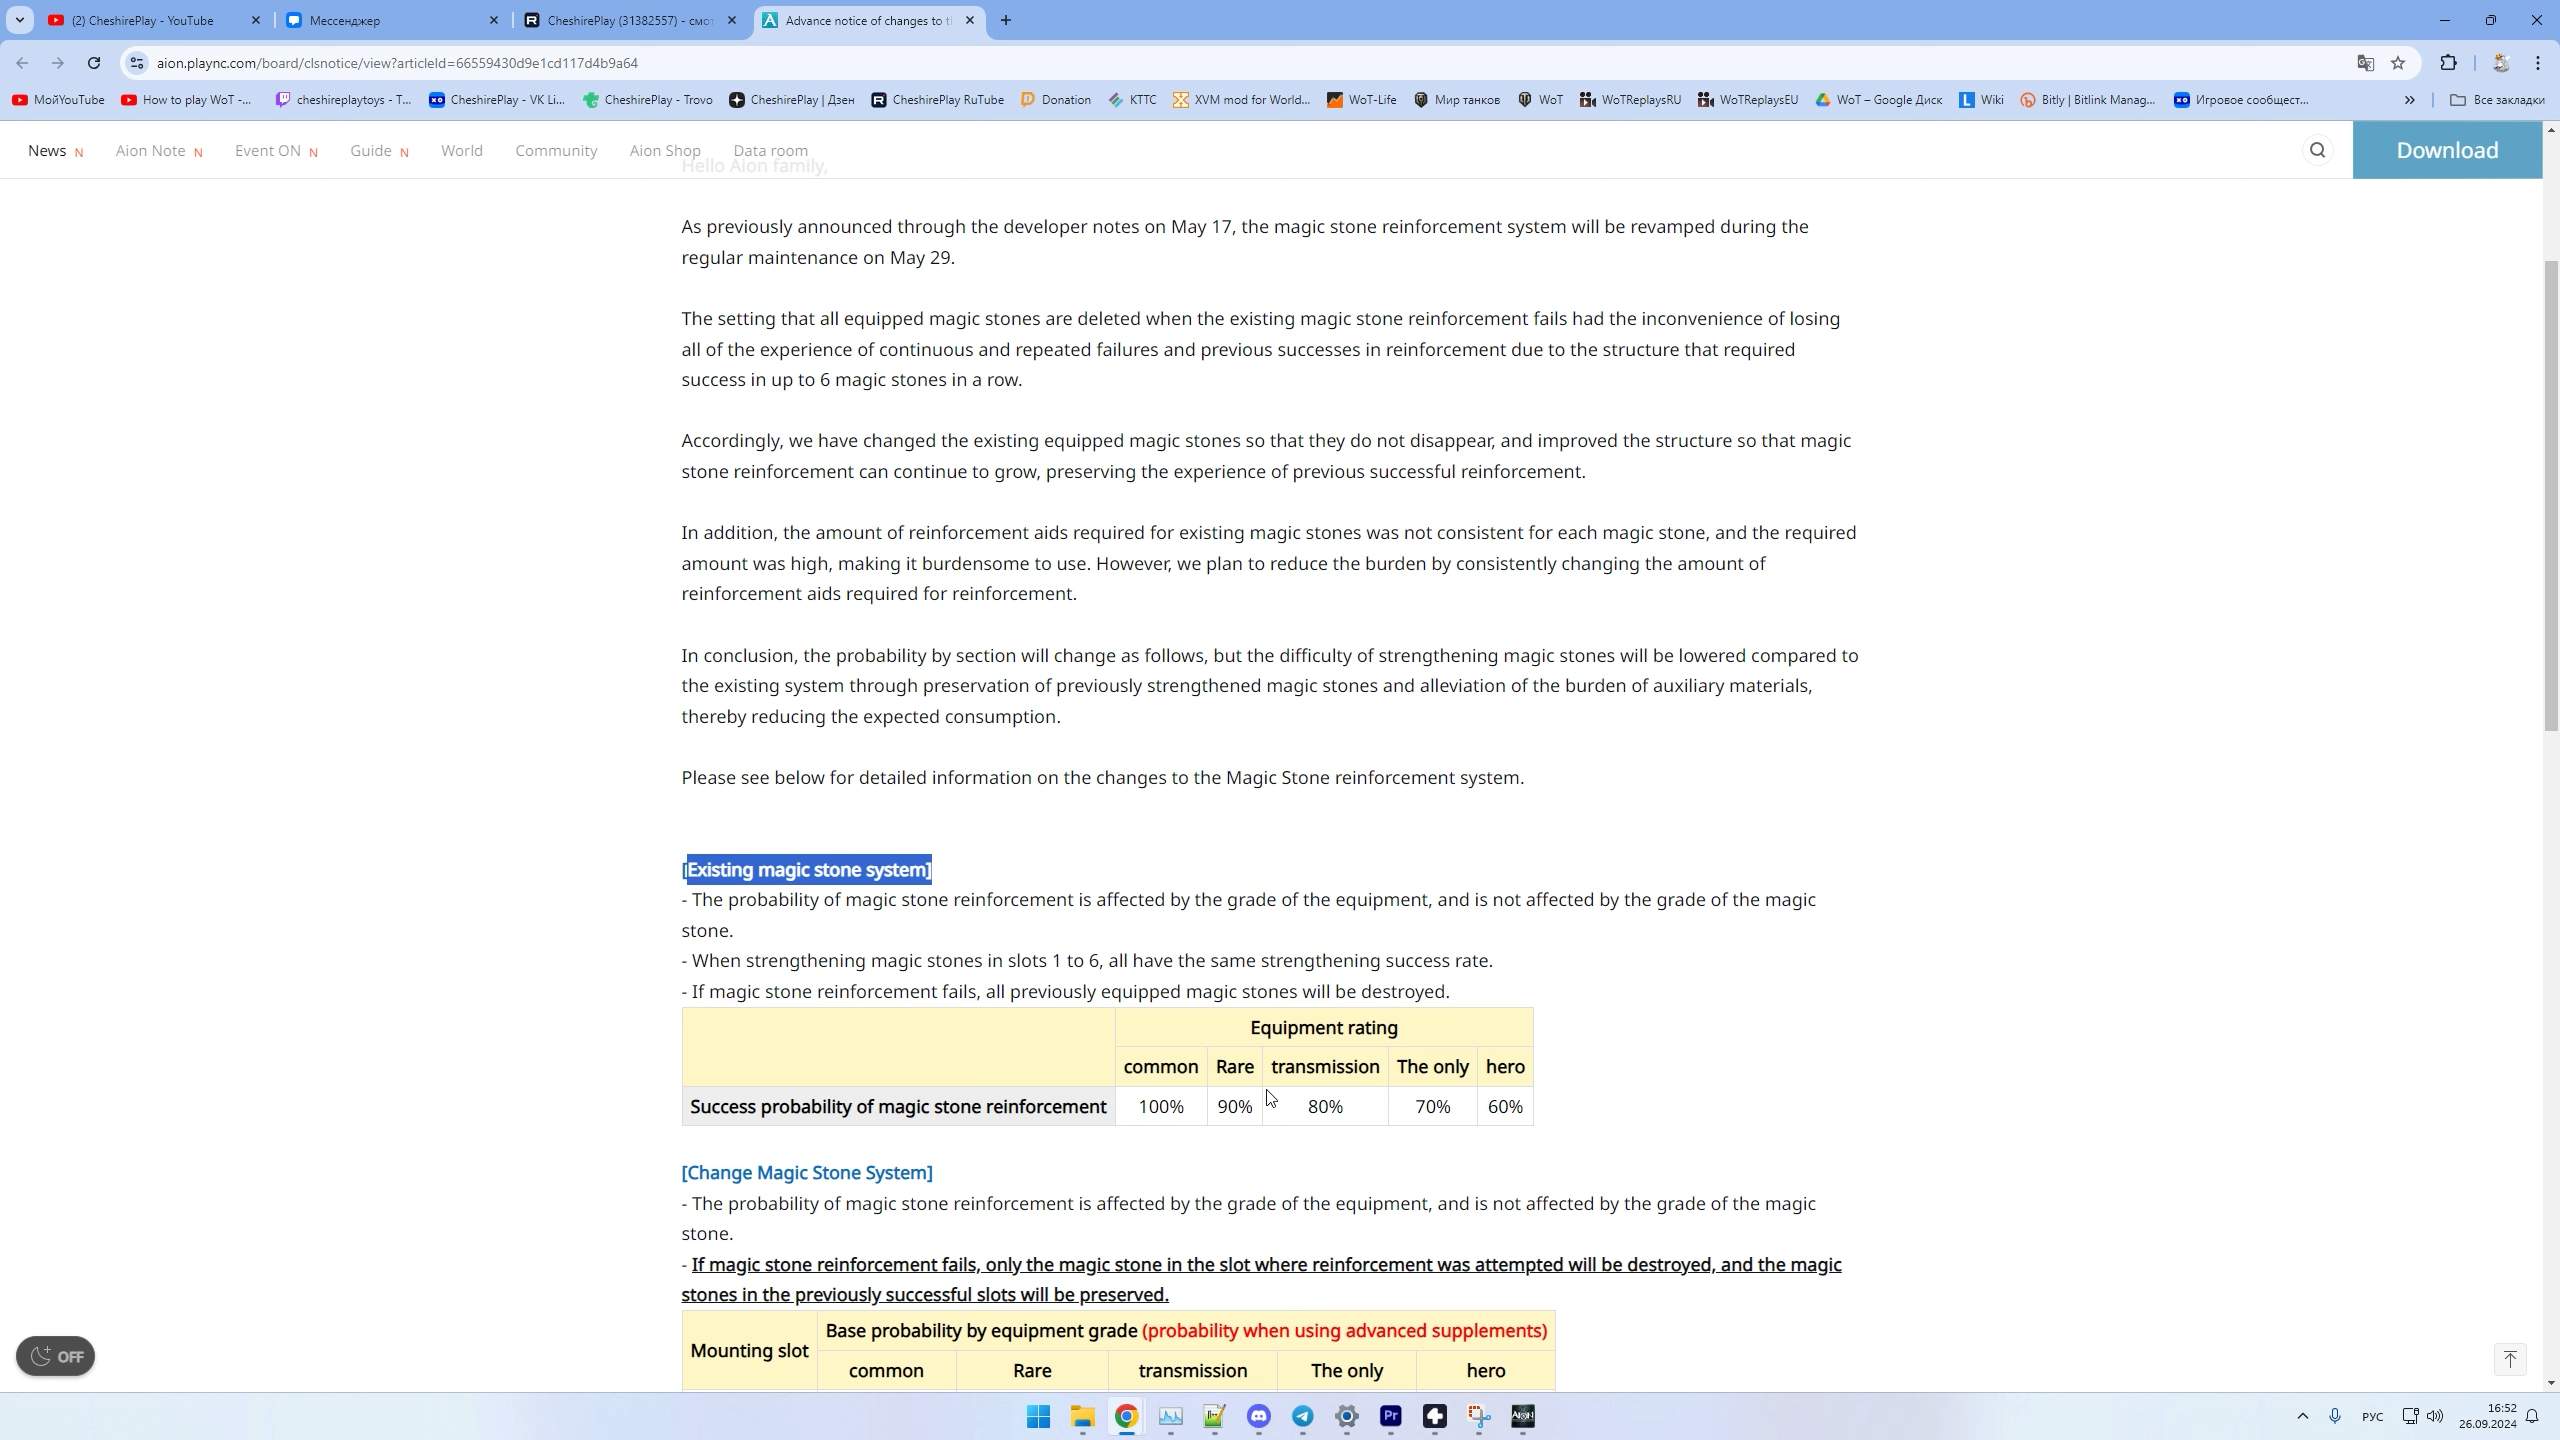 (2) CheshirePlay - YouTube
Мессенджер
CheshirePlay (31382557) - смот
Advance notice of changes to t
aion.plaync.com/board/clsnotice/view?articleId=66559430d9e1cd117d4b9a64
МойYouTube How to play WoT -... cheshireplaytoys - T... CheshirePlay - VK Li... CheshirePlay - Trovo CheshirePlay | Дзен CheshirePlay RuTube Donation КТТС XVM mod for World... WoT-Life Мир танков WoT WoTReplaysRU WoTReplaysEU WoT – Google Диск Wiki Bitly | Bitlink Manag... Игровое сообщест... » Все закладки
News N Aion Note N Event ON N Guide N World Community Aion Shop Data room
Download
Hello Aion family,
As previously announced through the developer notes on May 17, the magic stone reinforcement system will be revamped during the
regular maintenance on May 29.
The setting that all equipped magic stones are deleted when the existing magic stone reinforcement fails had the inconvenience of losing
all of the experience of continuous and repeated failures and previous successes in reinforcement due to the structure that required
success in up to 6 magic stones in a row.
Accordingly, we have changed the existing equipped magic stones so that they do not disappear, and improved the structure so that magic
stone reinforcement can continue to grow, preserving the experience of previous successful reinforcement.
In addition, the amount of reinforcement aids required for existing magic stones was not consistent for each magic stone, and the required
amount was high, making it burdensome to use. However, we plan to reduce the burden by consistently changing the amount of
reinforcement aids required for reinforcement.
In conclusion, the probability by section will change as follows, but the difficulty of strengthening magic stones will be lowered compared to
the existing system through preservation of previously strengthened magic stones and alleviation of the burden of auxiliary materials,
thereby reducing the expected consumption.
Please see below for detailed information on the changes to the Magic Stone reinforcement system.
[Existing magic stone system]
- The probability of magic stone reinforcement is affected by the grade of the equipment, and is not affected by the grade of the magic
stone.
- When strengthening magic stones in slots 1 to 6, all have the same strengthening success rate.
- If magic stone reinforcement fails, all previously equipped magic stones will be destroyed.
Equipment rating
common Rare transmission The only hero
Success probability of magic stone reinforcement 100% 90% 80% 70% 60%
[Change Magic Stone System]
- The probability of magic stone reinforcement is affected by the grade of the equipment, and is not affected by the grade of the magic
stone.
- If magic stone reinforcement fails, only the magic stone in the slot where reinforcement was attempted will be destroyed, and the magic
stones in the previously successful slots will be preserved.
Mounting slot
Base probability by equipment grade (probability when using advanced supplements)
common Rare transmission The only hero
OFF
Pr
AION
РУС
16:52
26.09.2024